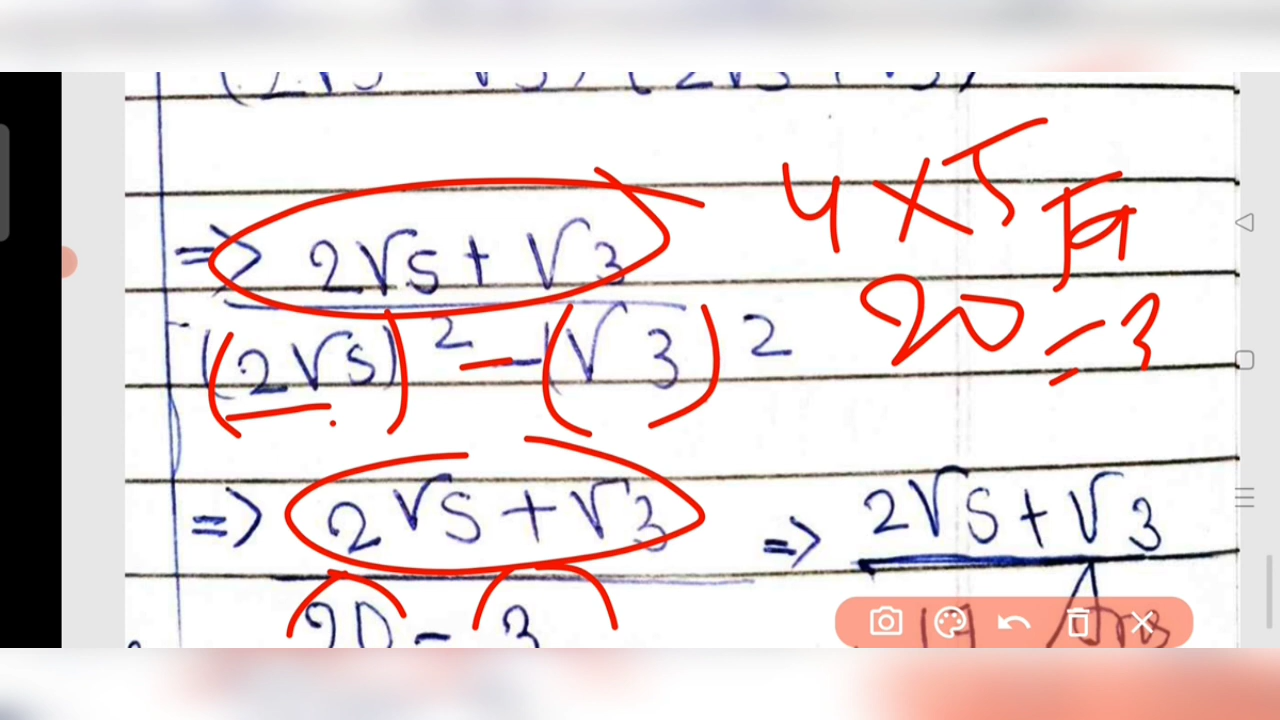 => 2√5 + √3
(2√5)² - (√3)²
4 × 5
20 = 3
=> 2√5 + √3
20 - 3
=> 2√5 + √3